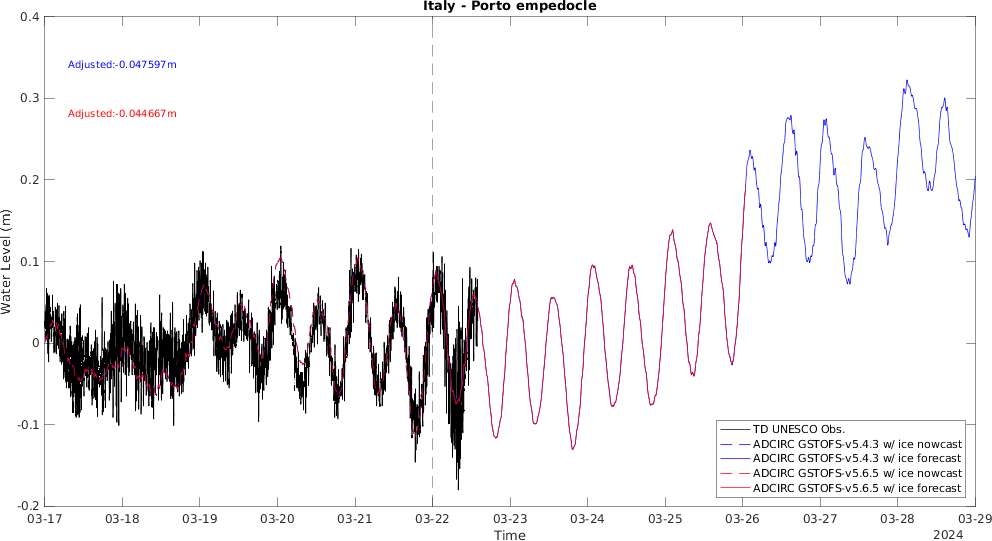 Italy - Porto empedocle
Adjusted:-0.047597m
Adjusted:-0.044667m
Water Level (m)
0.4
0.3
0.2
0.1
0
-0.1
-0.2
TD UNESCO Obs.
ADCIRC GSTOFS-v5.4.3 w/ ice nowcast
ADCIRC GSTOFS-v5.4.3 w/ ice forecast
ADCIRC GSTOFS-v5.6.5 w/ ice nowcast
ADCIRC GSTOFS-v5.6.5 w/ ice forecast
03-17 03-18 03-19 03-20 03-21 03-22 03-23 03-24 03-25 03-26 03-27 03-28 03-29
Time
2024